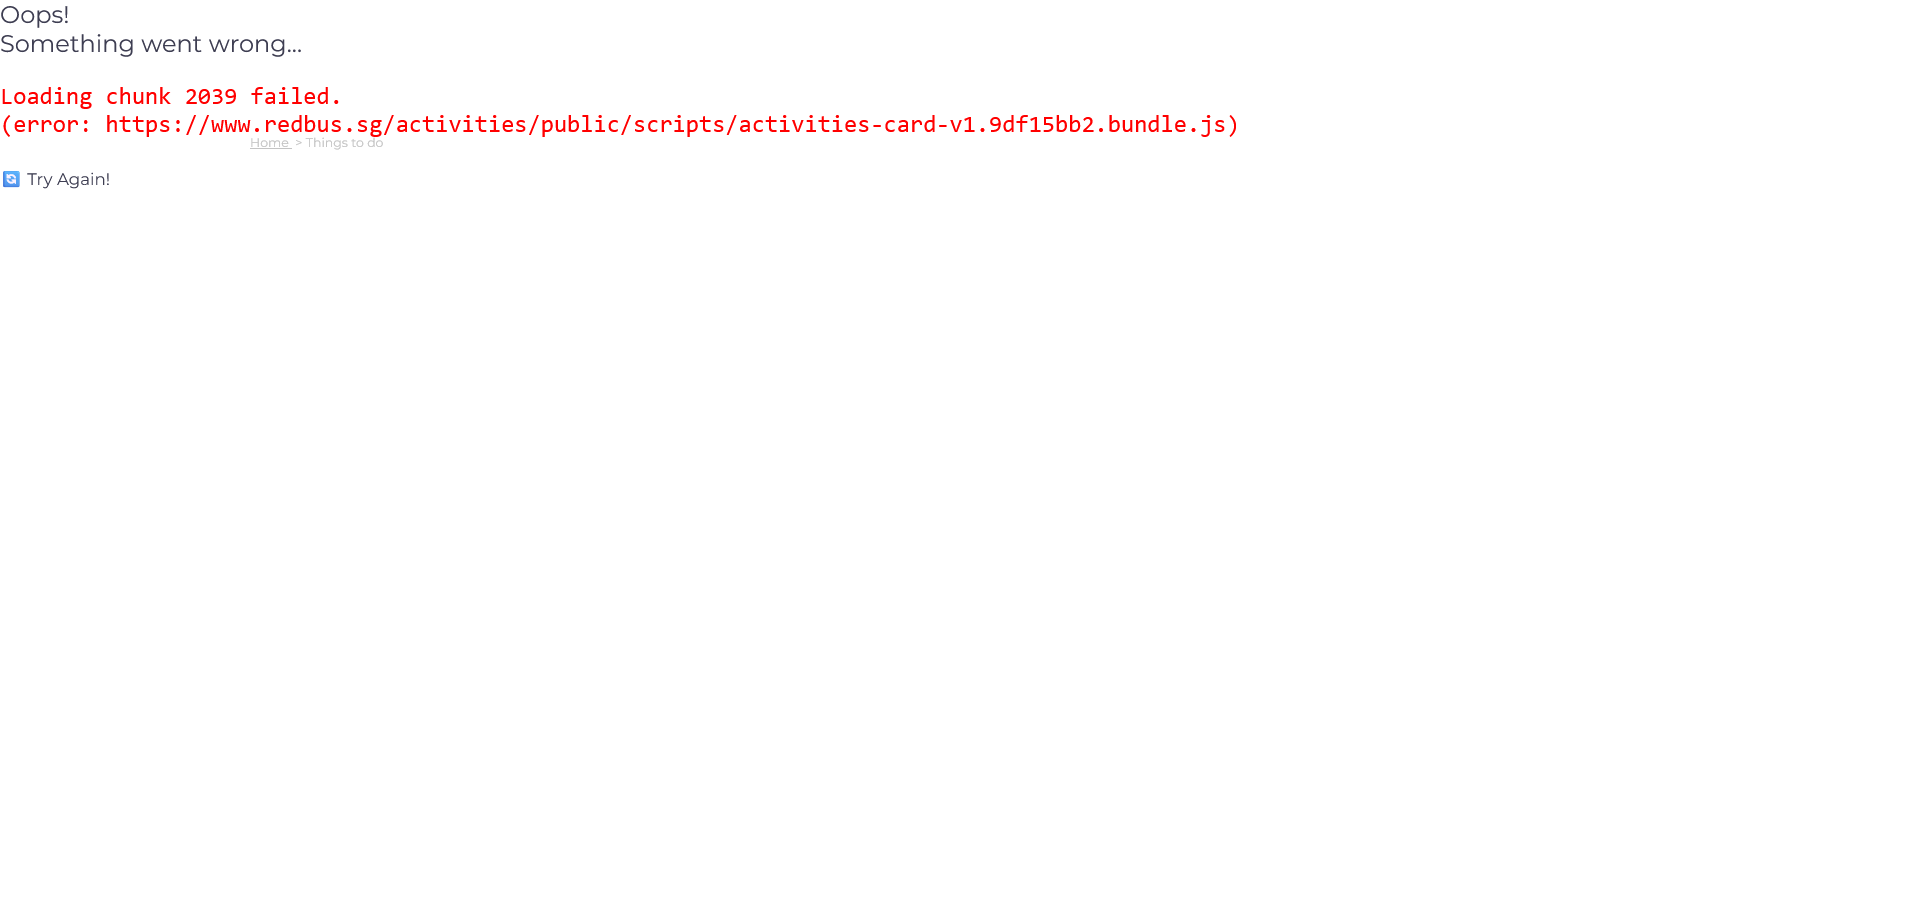 Oops!
Something went wrong...
Loading chunk 2039 failed.
(error: https://www.redbus.sg/activities/public/scripts/activities-card-v1.9df15bb2.bundle.js)
Home > Things to do
Try Again!